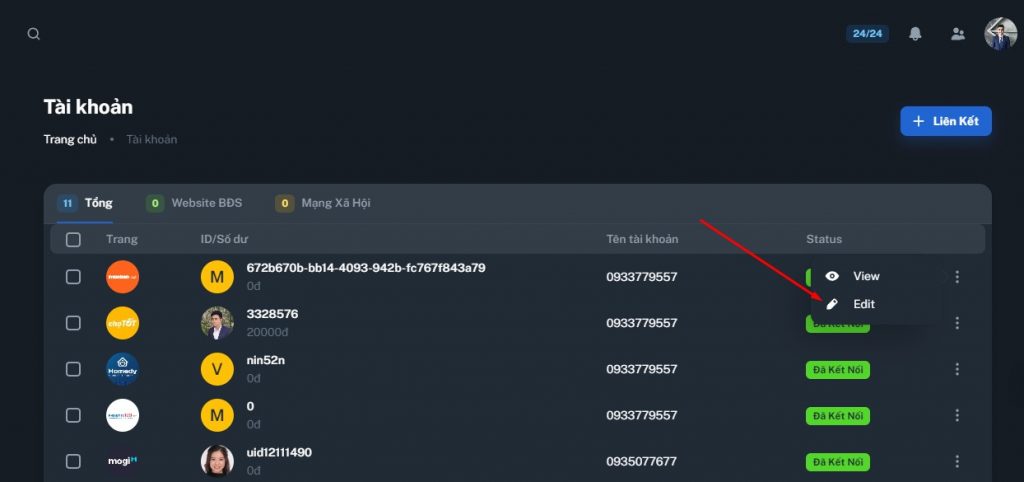 24/24
Tài khoản
Trang chủ • Tài khoản
+ Liên Kết
11 Tổng 0 Website BĐS 0 Mạng Xã Hội
Trang ID/Số dư Tên tài khoản Status
M 672b670b-bb14-4093-942b-fc767f843a79 0933779557 View
0đ
Edit
chợTỐT 3328576 0933779557
20000đ
Homedy V nin52n 0933779557 Đã Kết Nối
0đ
M 0 0933779557 Đã Kết Nối
0đ
mogi uid12111490 0935077677 Đã Kết Nối
0đ